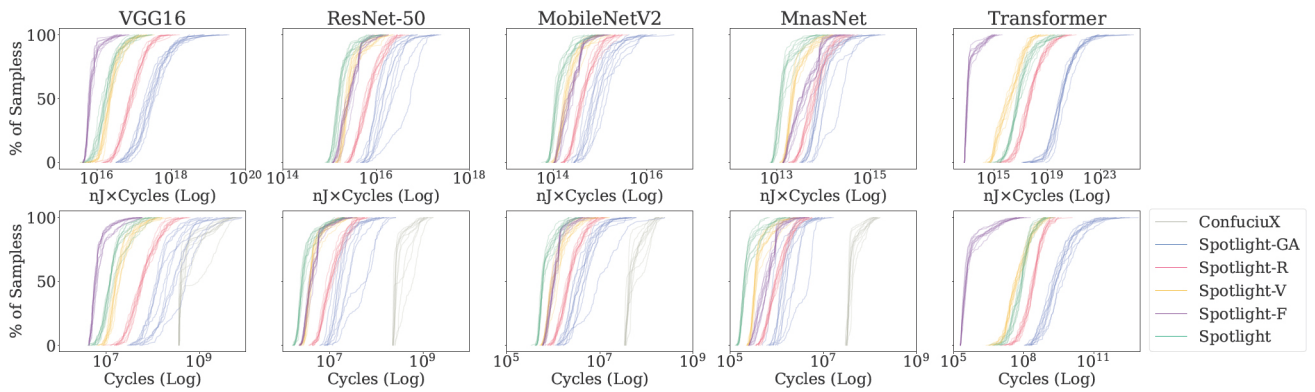 VGG16 ResNet-50 MobileNetV2 MnasNet Transformer
100
50
0
% of Sampless
10^16 10^18 10^20 10^14 10^16 10^18 10^14 10^16 10^13 10^15 10^15 10^19 10^23
nJ×Cycles (Log) nJ×Cycles (Log) nJ×Cycles (Log) nJ×Cycles (Log) nJ×Cycles (Log)
100
50
0
% of Sampless
10^7 10^9 10^7 10^9 10^5 10^7 10^9 10^5 10^7 10^9 10^5 10^8 10^11
Cycles (Log) Cycles (Log) Cycles (Log) Cycles (Log) Cycles (Log)
ConfuciuX
Spotlight-GA
Spotlight-R
Spotlight-V
Spotlight-F
Spotlight